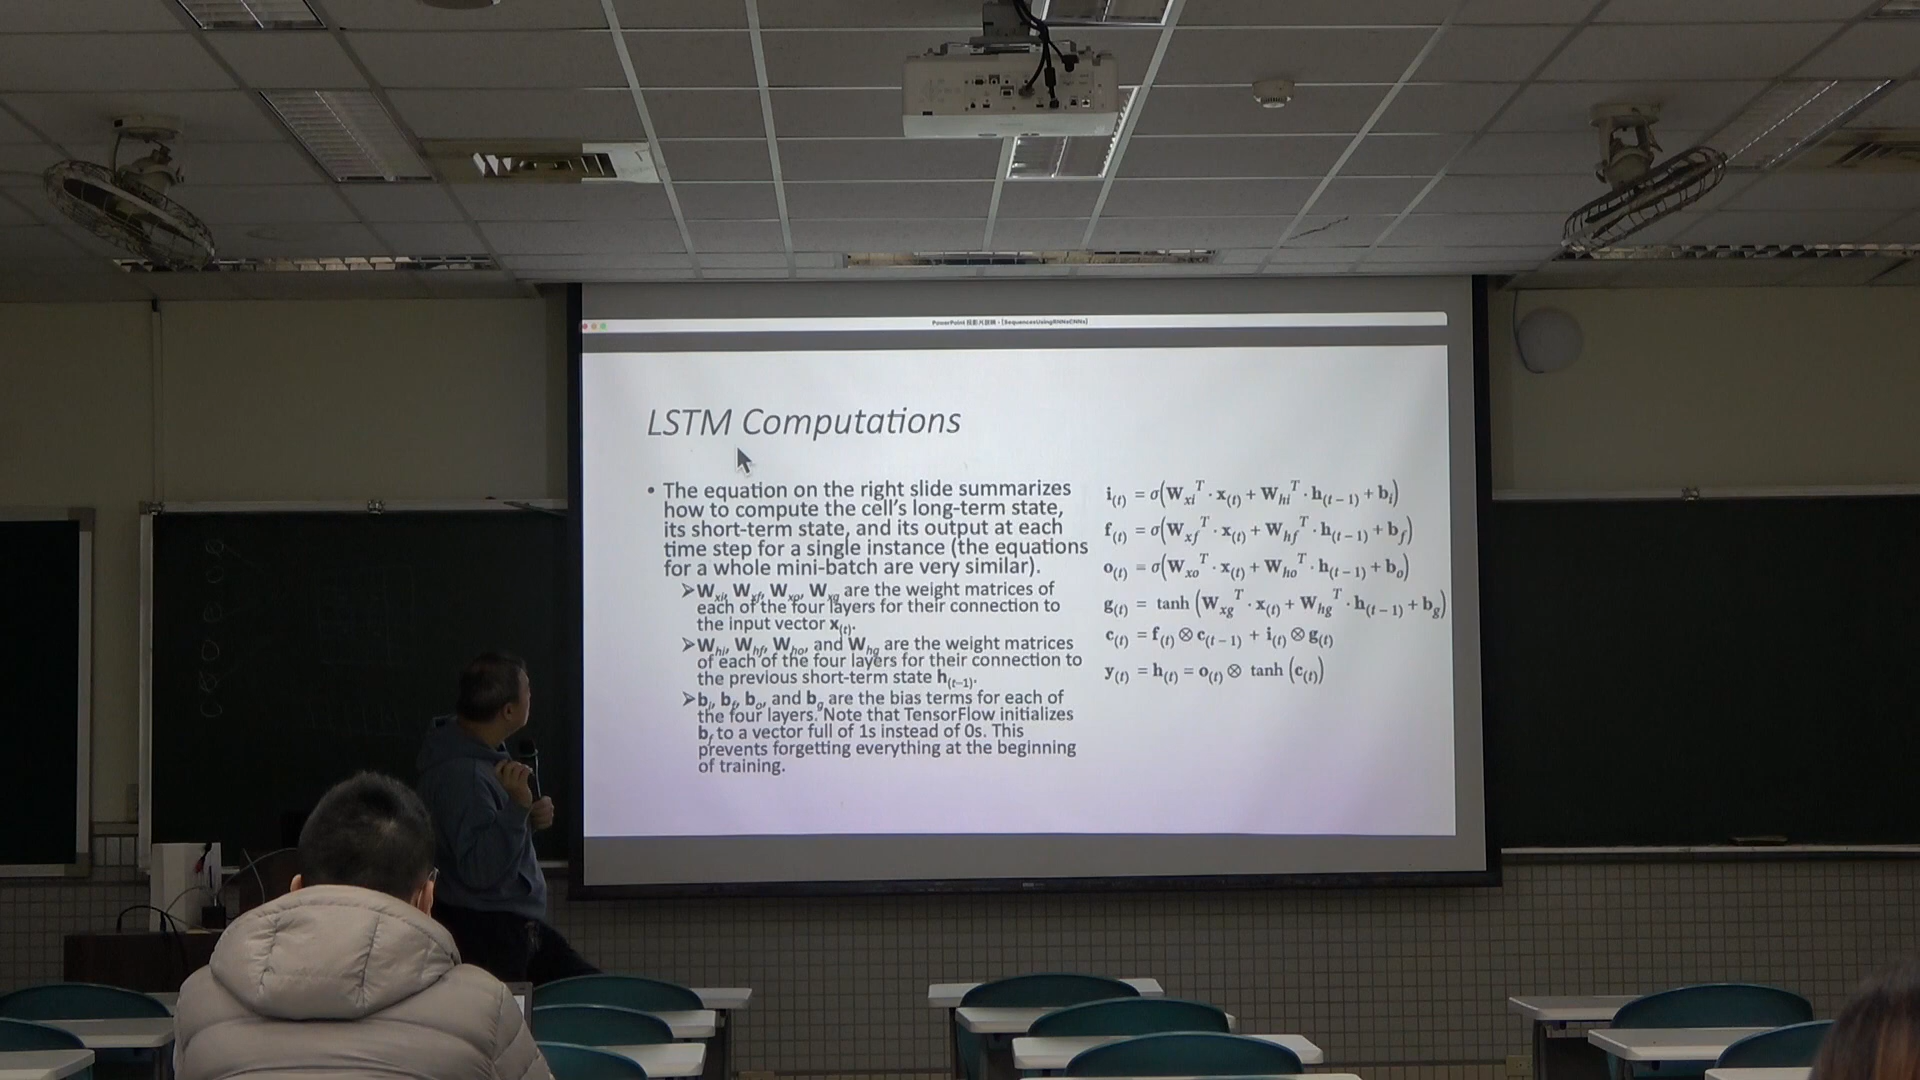 PowerPoint 投影片放映 - [SequencesUsingRNNsCNNs]
LSTM Computations
• The equation on the right slide summarizes
how to compute the cell's long-term state,
its short-term state, and its output at each
time step for a single instance (the equations
for a whole mini-batch are very similar).
➢W_xi, W_xf, W_xo, W_xg are the weight matrices of
each of the four layers for their connection to
the input vector x_(t).
➢W_hi, W_hf, W_ho, and W_hg are the weight matrices
of each of the four layers for their connection to
the previous short-term state h_(t−1).
➢b_i, b_f, b_o, and b_g are the bias terms for each of
the four layers. Note that TensorFlow initializes
b_f to a vector full of 1s instead of 0s. This
prevents forgetting everything at the beginning
of training.
i_(t) = σ(W_xi^T · x_(t) + W_hi^T · h_(t − 1) + b_i)
f_(t) = σ(W_xf^T · x_(t) + W_hf^T · h_(t − 1) + b_f)
o_(t) = σ(W_xo^T · x_(t) + W_ho^T · h_(t − 1) + b_o)
g_(t) = tanh (W_xg^T · x_(t) + W_hg^T · h_(t − 1) + b_g)
c_(t) = f_(t) ⊗ c_(t − 1) + i_(t) ⊗ g_(t)
y_(t) = h_(t) = o_(t) ⊗ tanh (c_(t))